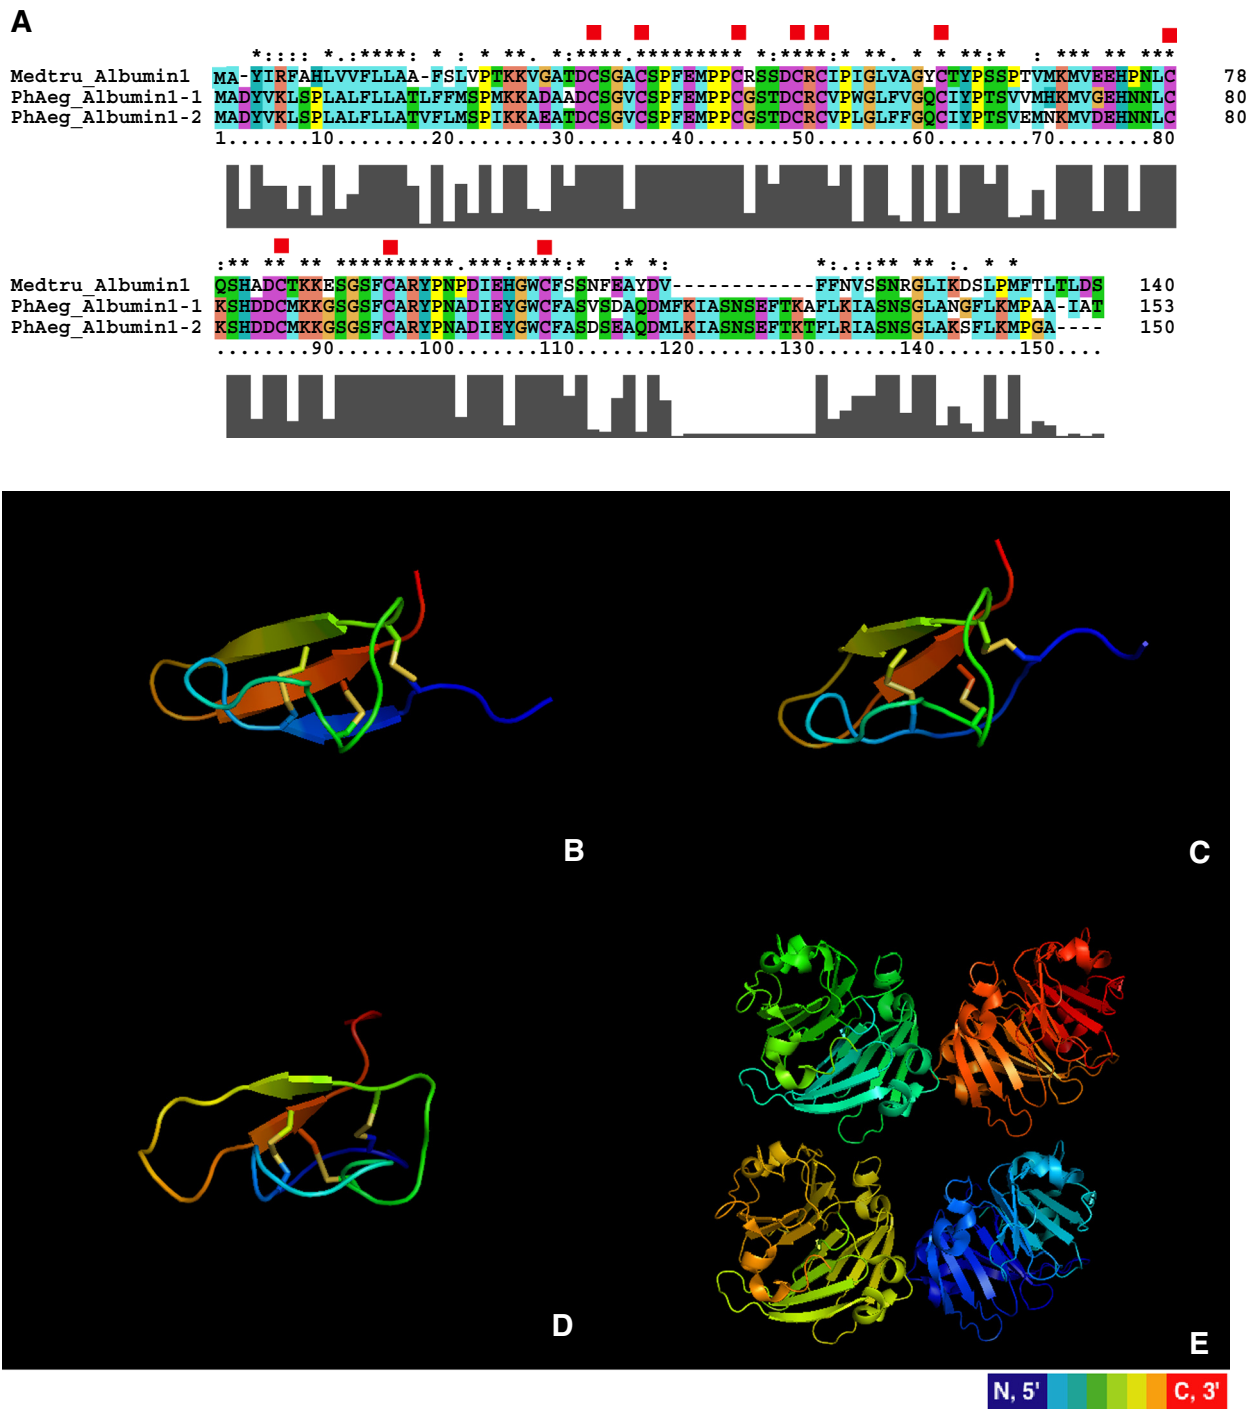 A
*:::: *.:****: * : * ** *:****.********** *:****:* ** .* **:* : *** ** ***
Medtru_Albumin1 MA-YIRFAHLVVFLLAA-FSLVPTKKVGATDCSGACSPFEMPPCRSSDCRCIPIGLVAGYCTYPSSPTVMKMVEEHPNLC 78
PhAeg_Albumin1-1 MADYVKLSPLALFLLATLFFMSPMKKADAADCSGVCSPFEMPPCGSTDCRCVPWGLFVGQCIYPTSVVMHKMVGEHNNLC 80
PhAeg_Albumin1-2 MADYVKLSPLALFLLATVFLMSPIKKAEATDCSGVCSPFEMPPCGSTDCRCVPLGLFFGQCIYPTSVEMNKMVDEHNNLC 80
1.......10........20........30........40........50........60........70........80
:** ** ** **********.***:****:* :* *: *:.::** ** :. * *
Medtru_Albumin1 QSHADCTKKESGSFCARYPNPDIEHGWCFSSNFEAYDV------------FFNVSSNRGLIKDSLPMFTLTLDS 140
PhAeg_Albumin1-1 KSHDDCMKKGSGSFCARYPNADIEYGWCFASVSDAQDMFKIASNSEFTKAFLKIASNSGLANGFLKMPAA-IAT 153
PhAeg_Albumin1-2 KSHDDCMKKGSGSFCARYPNADIEYGWCFASDSEAQDMLKIASNSEFTKTFLRIASNSGLAKSFLKMPGA---- 150
........90.......100.......110.......120.......130.......140.......150....
B
C
D
E
N, 5' C, 3'